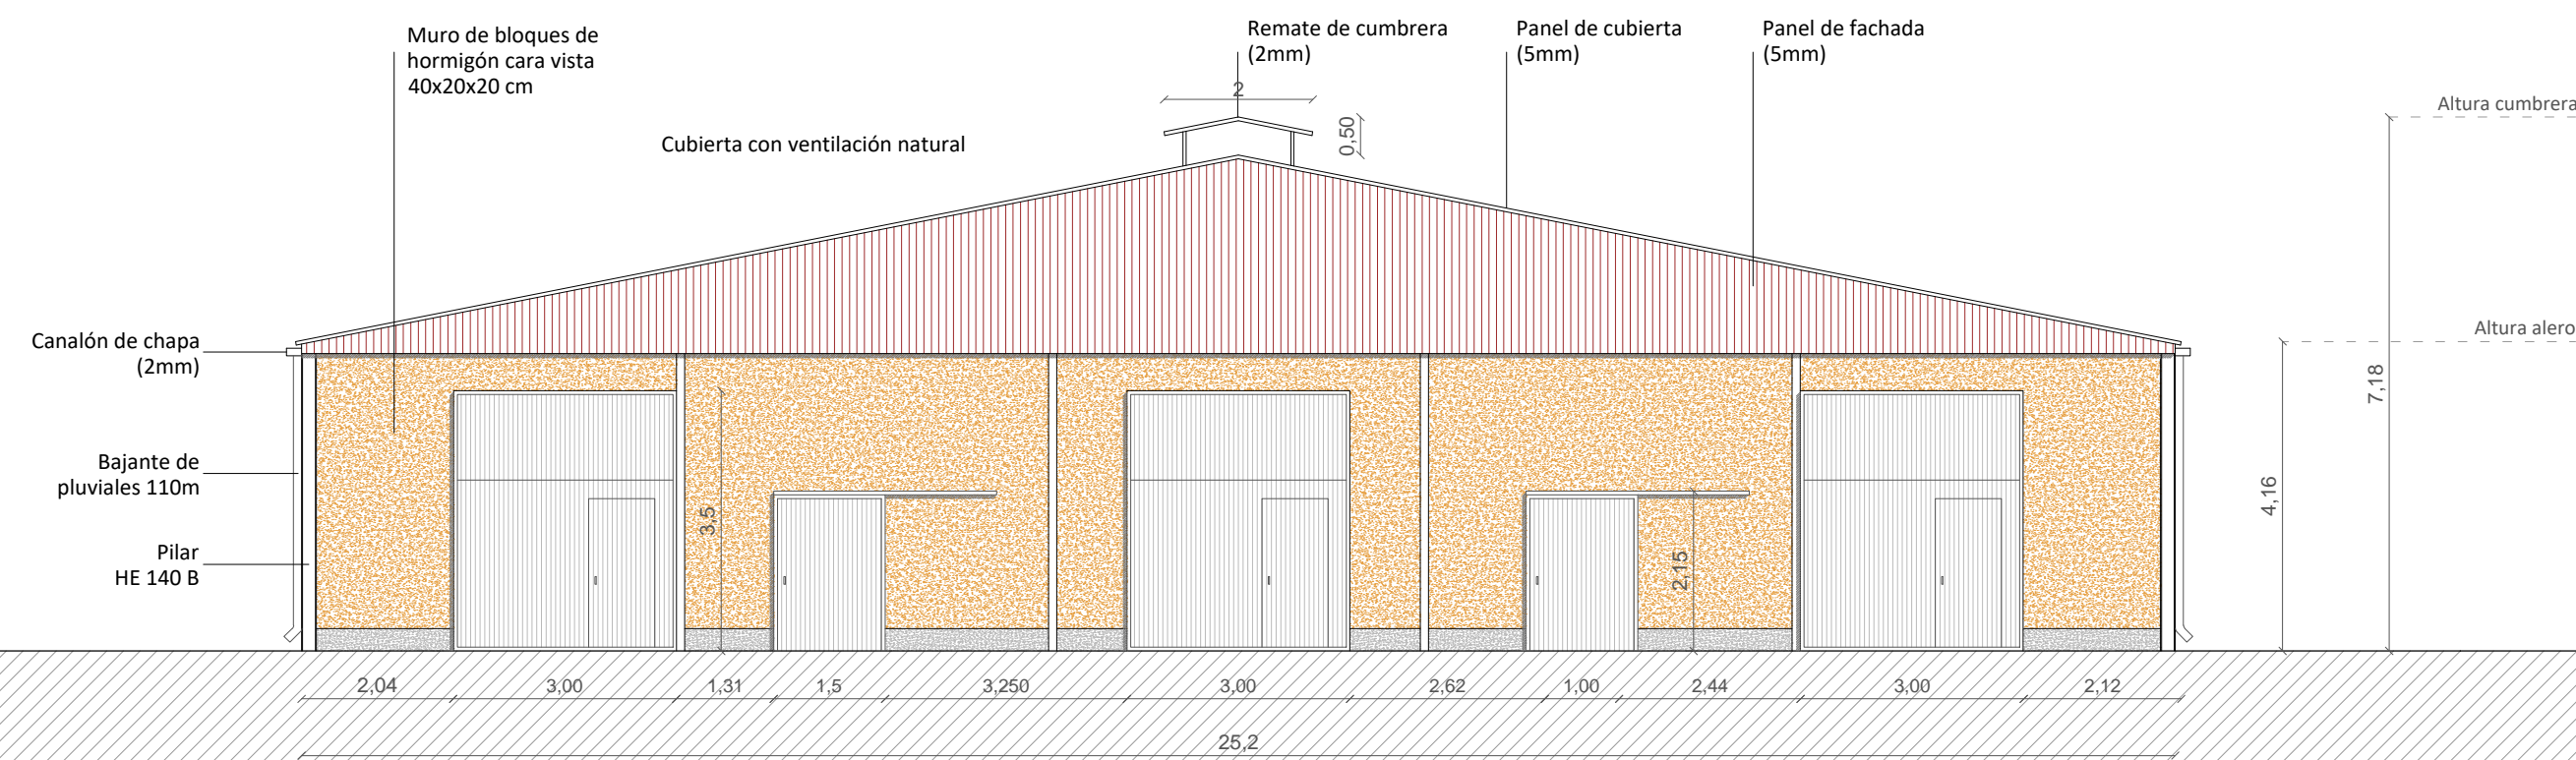 Muro de bloques de
hormigón cara vista
40x20x20 cm
Remate de cumbrera
(2mm)
Panel de cubierta
(5mm)
Panel de fachada
(5mm)
2
0,50
Altura cumbrera
Cubierta con ventilación natural
Canalón de chapa
(2mm)
Altura alero
7,18
4,16
Bajante de
pluviales 110m
3,5
2,15
Pilar
HE 140 B
2,04
3,00
1,31
1,5
3,250
3,00
2,62
1,00
2,44
3,00
2,12
25,2